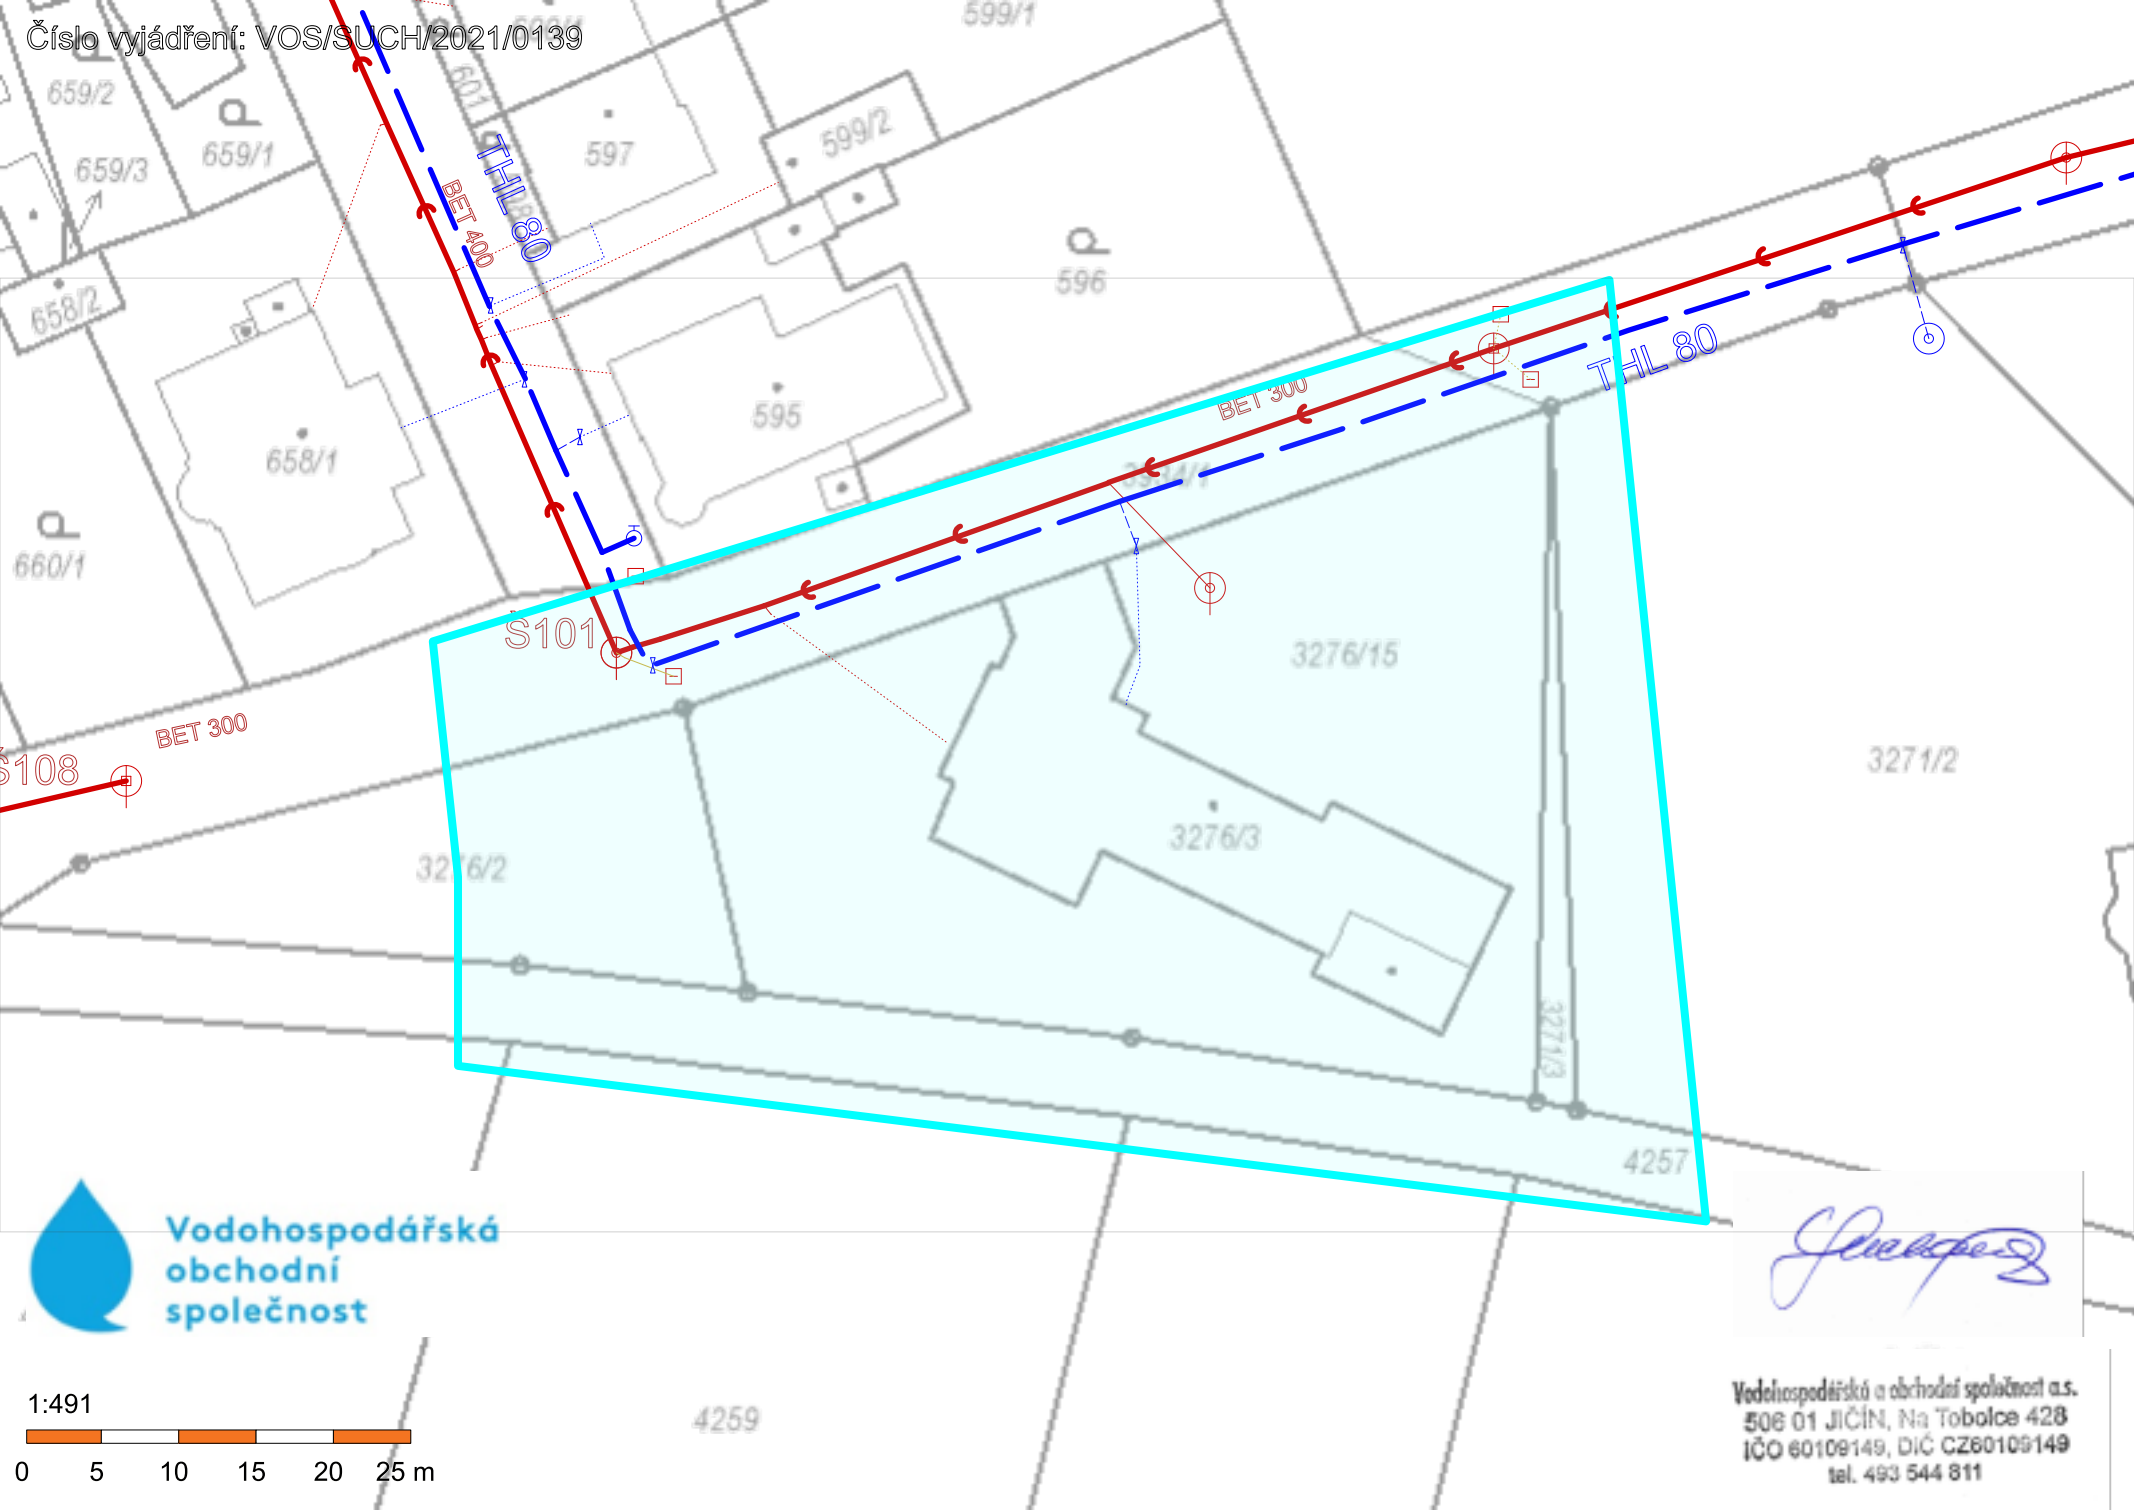 Číslo vyjádření: VOS/SUCH/2021/0139
599/1
659/2
659/3
659/1
597
599/2
THL 80
BET 400
658/2
596
595
658/1
660/1
BET 300
THL 80
3276/15
Š101
BET 300
Š108
3271/2
3276/3
3276/2
3271/3
4257
Vodohospodářská
obchodní
společnost
1:491
0 5 10 15 20 25 m
4259
Vodohospodářská a obchodní společnost a.s.
506 01 JIČÍN, Na Tobolce 428
IČO 60109149, DIČ CZ60109149
tel. 493 544 811